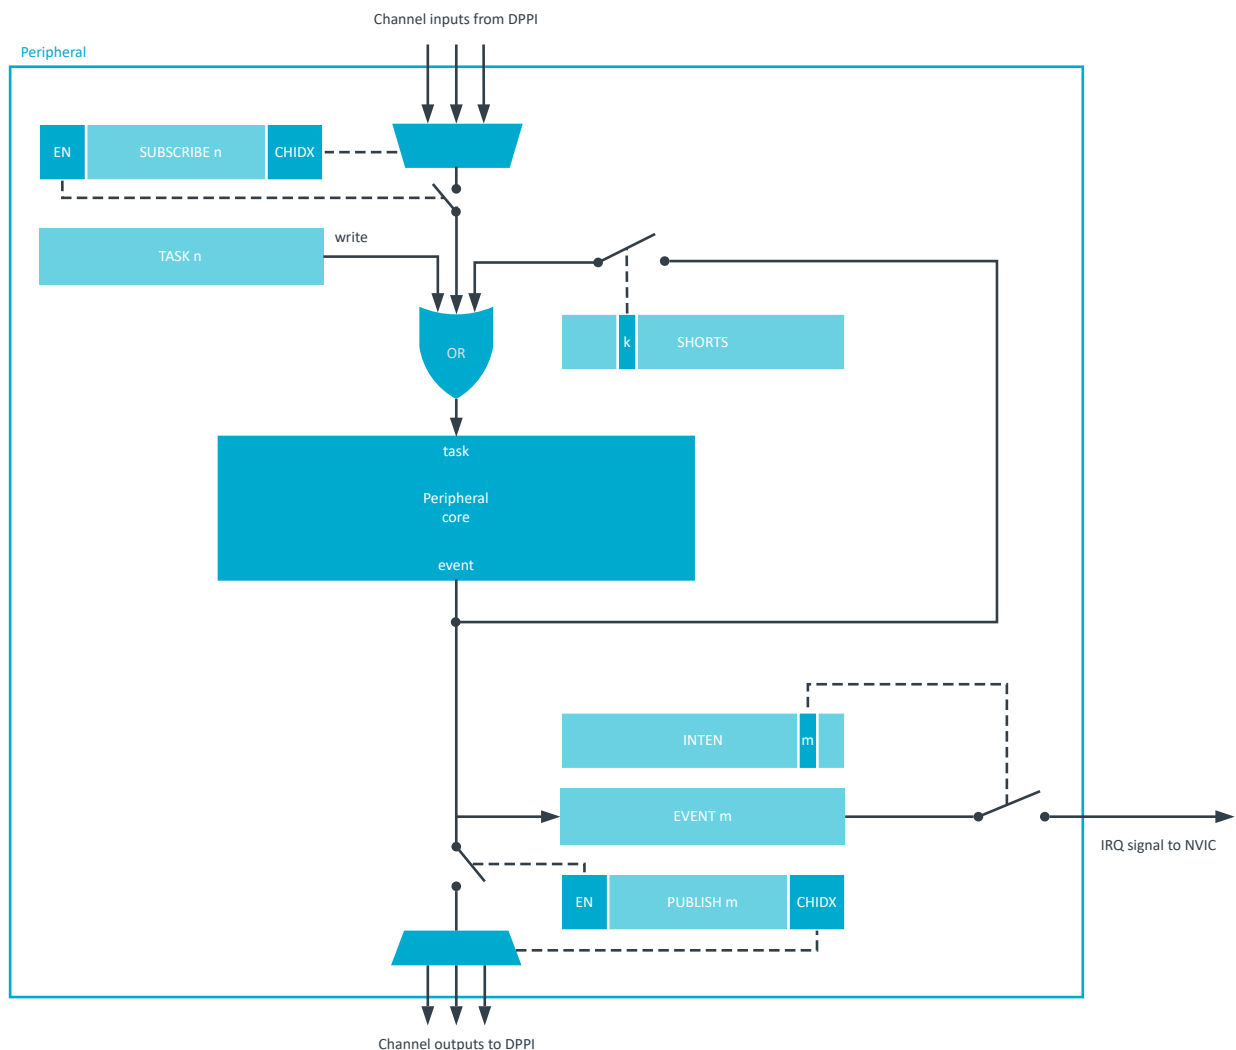 Channel inputs from DPPI
Peripheral
EN
SUBSCRIBE n
CHIDX
write
TASK n
k
SHORTS
OR
task
Peripheral
core
event
INTEN
m
EVENT m
IRQ signal to NVIC
EN
PUBLISH m
CHIDX
Channel outputs to DPPI